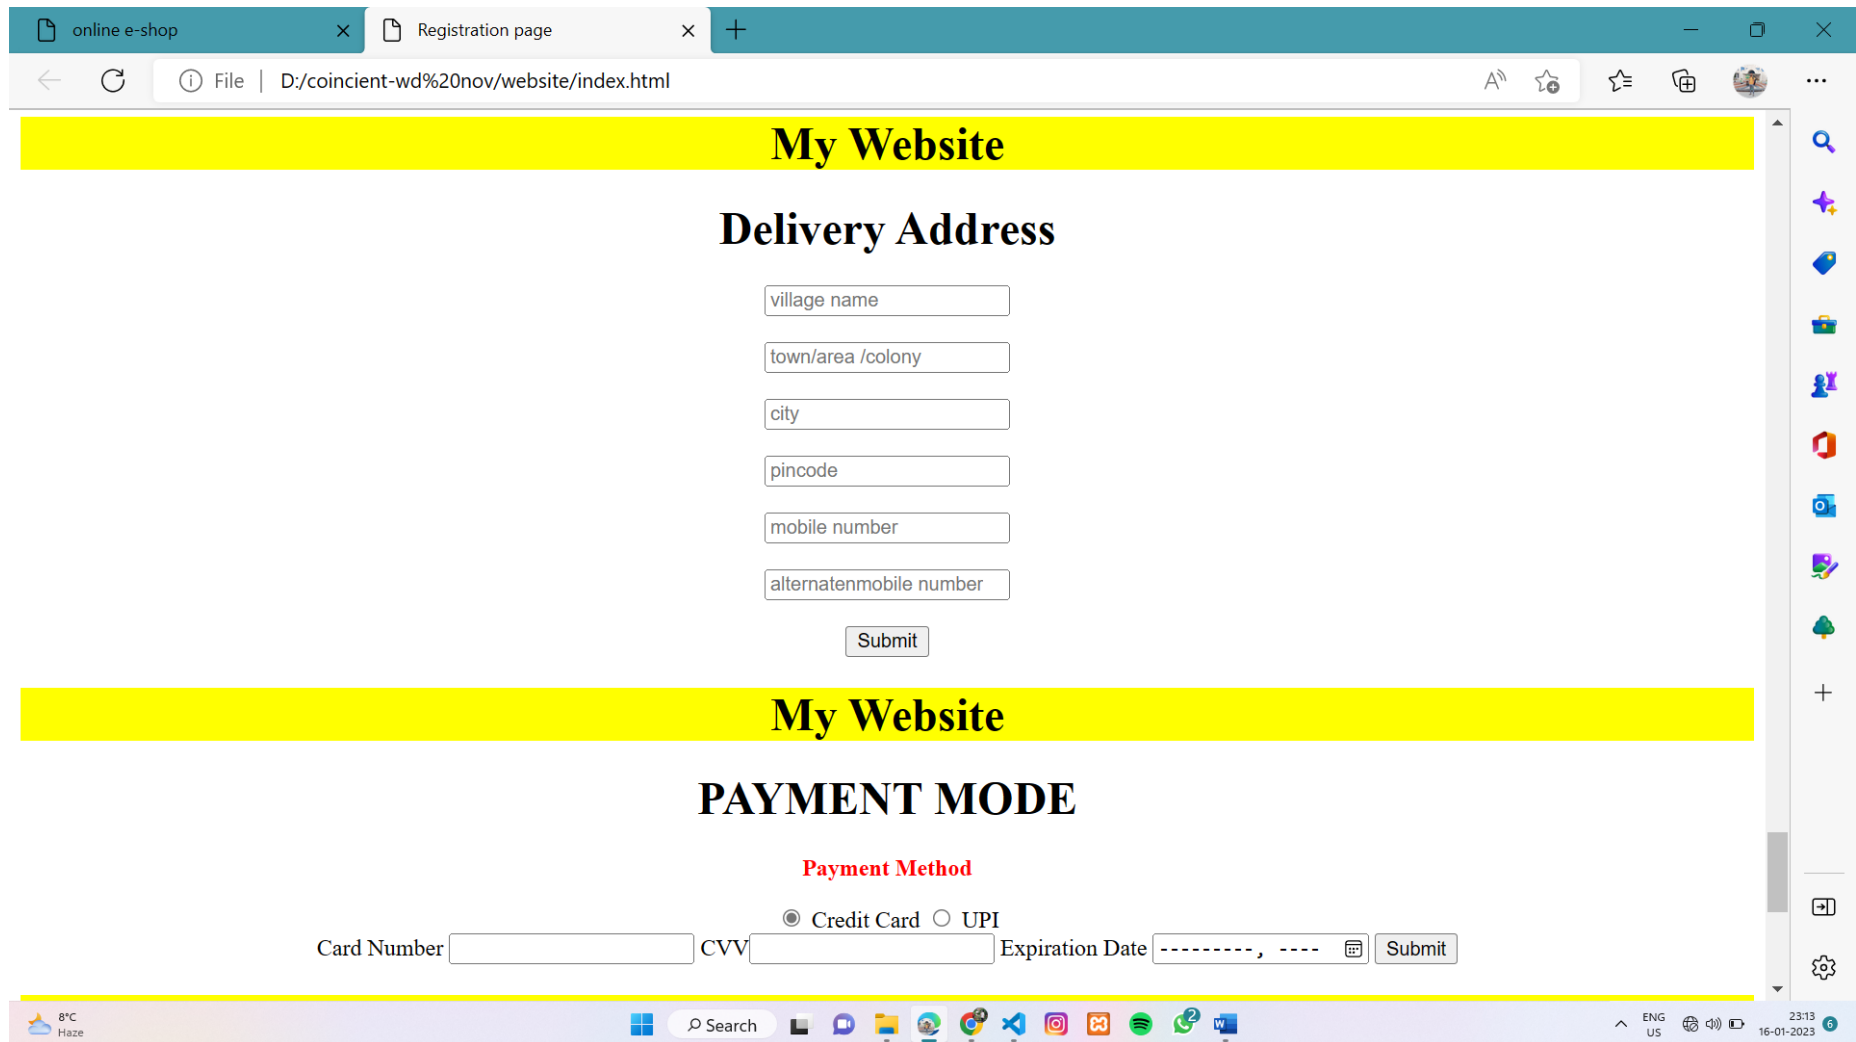 online e-shop
Registration page
File | D:/coincient-wd%20nov/website/index.html
My Website
Delivery Address
village name
town/area /colony
city
pincode
mobile number
alternatenmobile number
Submit
My Website
PAYMENT MODE
Payment Method
Credit Card UPI
Card Number CVV Expiration Date ---------, ---- Submit
8°C
Haze
Search
2
ENG
US
23:13
16-01-2023
6